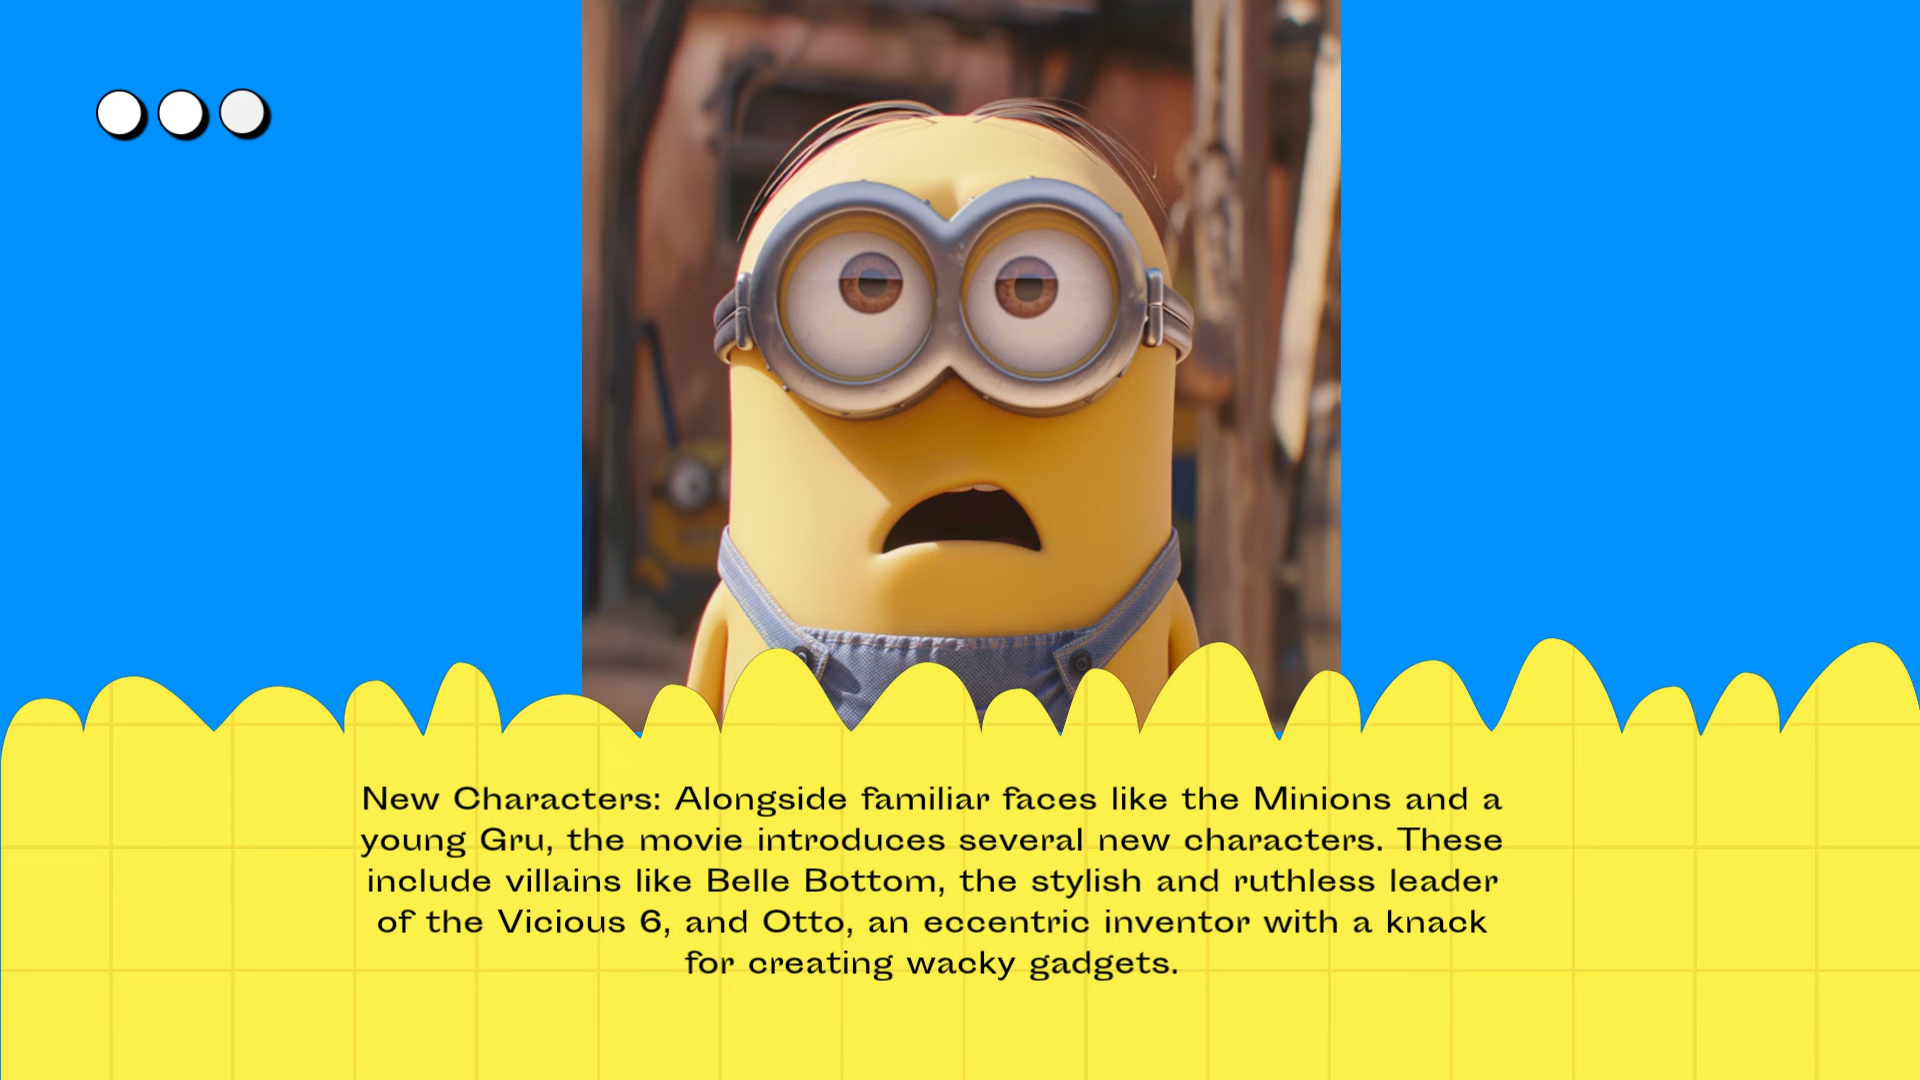 New Characters: Alongside familiar faces like the Minions and a
young Gru, the movie introduces several new characters. These
include villains like Belle Bottom, the stylish and ruthless leader
of the Vicious 6, and Otto, an eccentric inventor with a knack
for creating wacky gadgets.